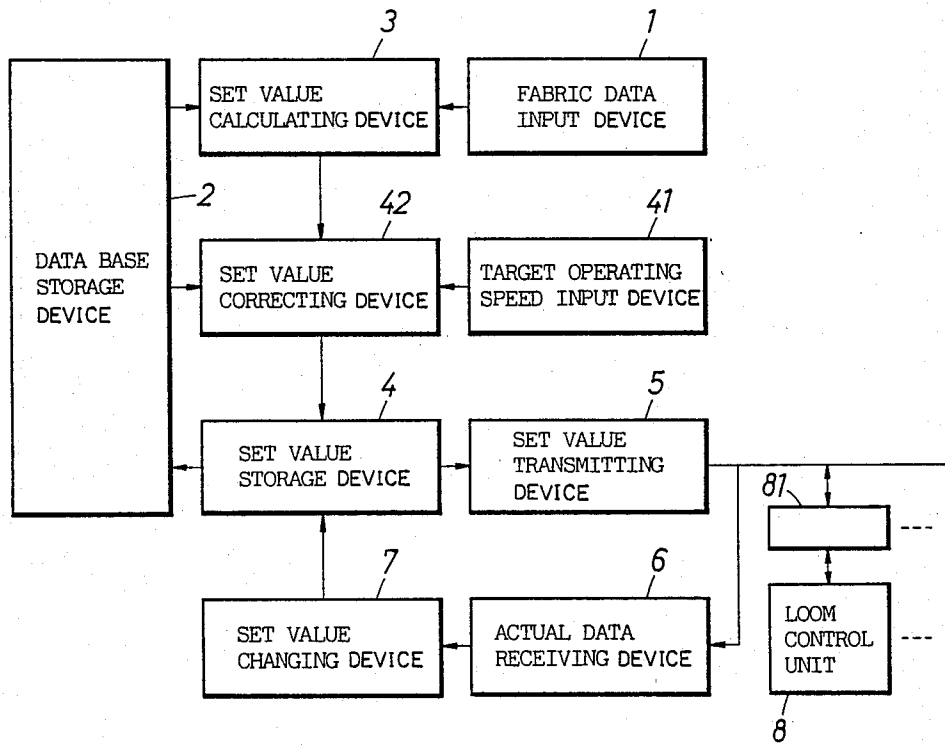 3
1
SET VALUE
CALCULATING DEVICE
FABRIC DATA
INPUT DEVICE
2
42
41
DATA BASE
STORAGE
DEVICE
SET VALUE
CORRECTING DEVICE
TARGET OPERATING
SPEED INPUT DEVICE
4
5
SET VALUE
STORAGE DEVICE
SET VALUE
TRANSMITTING
DEVICE
81
7
6
SET VALUE
CHANGING DEVICE
ACTUAL DATA
RECEIVING DEVICE
LOOM
CONTROL
UNIT
8